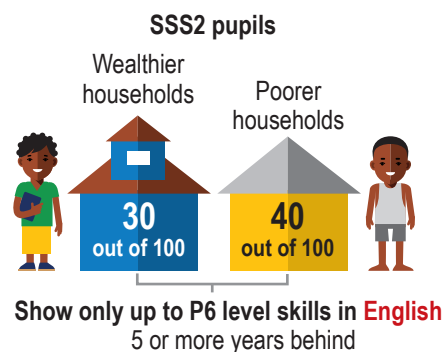 SSS2 pupils
Wealthier
households
Poorer
households
30
out of 100
40
out of 100
Show only up to P6 level skills in English
5 or more years behind